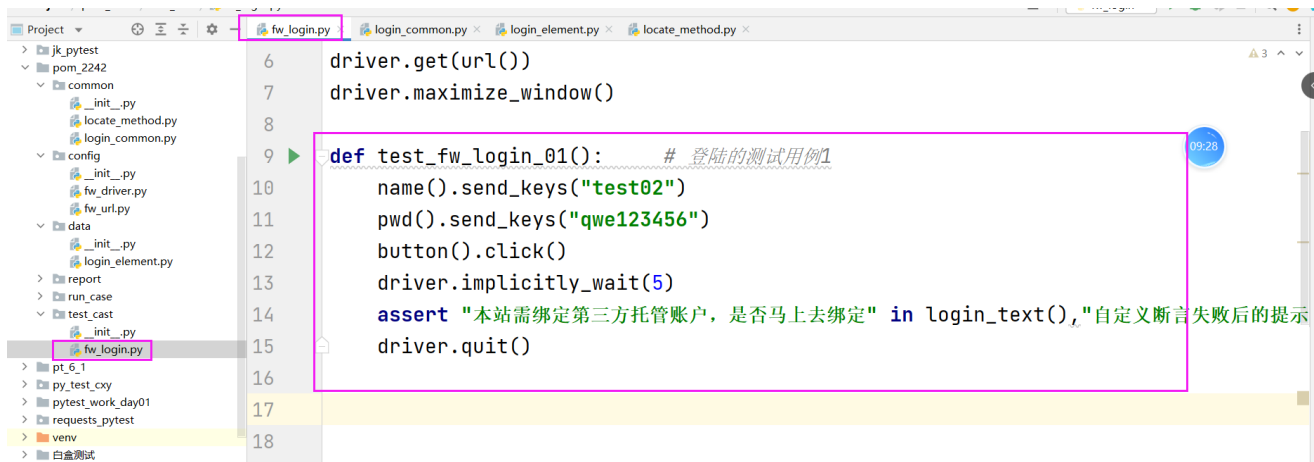 Project
fw_login.py
login_common.py
login_element.py
locate_method.py
jk_pytest
pom_2242
common
__init__.py
locate_method.py
login_common.py
config
__init__.py
fw_driver.py
fw_url.py
data
__init__.py
login_element.py
report
run_case
test_cast
__init__.py
fw_login.py
pt_6_1
py_test_cxy
pytest_work_day01
requests_pytest
venv
白盒测试
3
6 driver.get(url())
7 driver.maximize_window()
8
9 def test_fw_login_01():     # 登陆的测试用例1
10 name().send_keys("test02")
11 pwd().send_keys("qwe123456")
12 button().click()
13 driver.implicitly_wait(5)
14 assert "本站需绑定第三方托管账户，是否马上去绑定" in login_text(),"自定义断言失败后的提示
15 driver.quit()
16
17
18
09:28